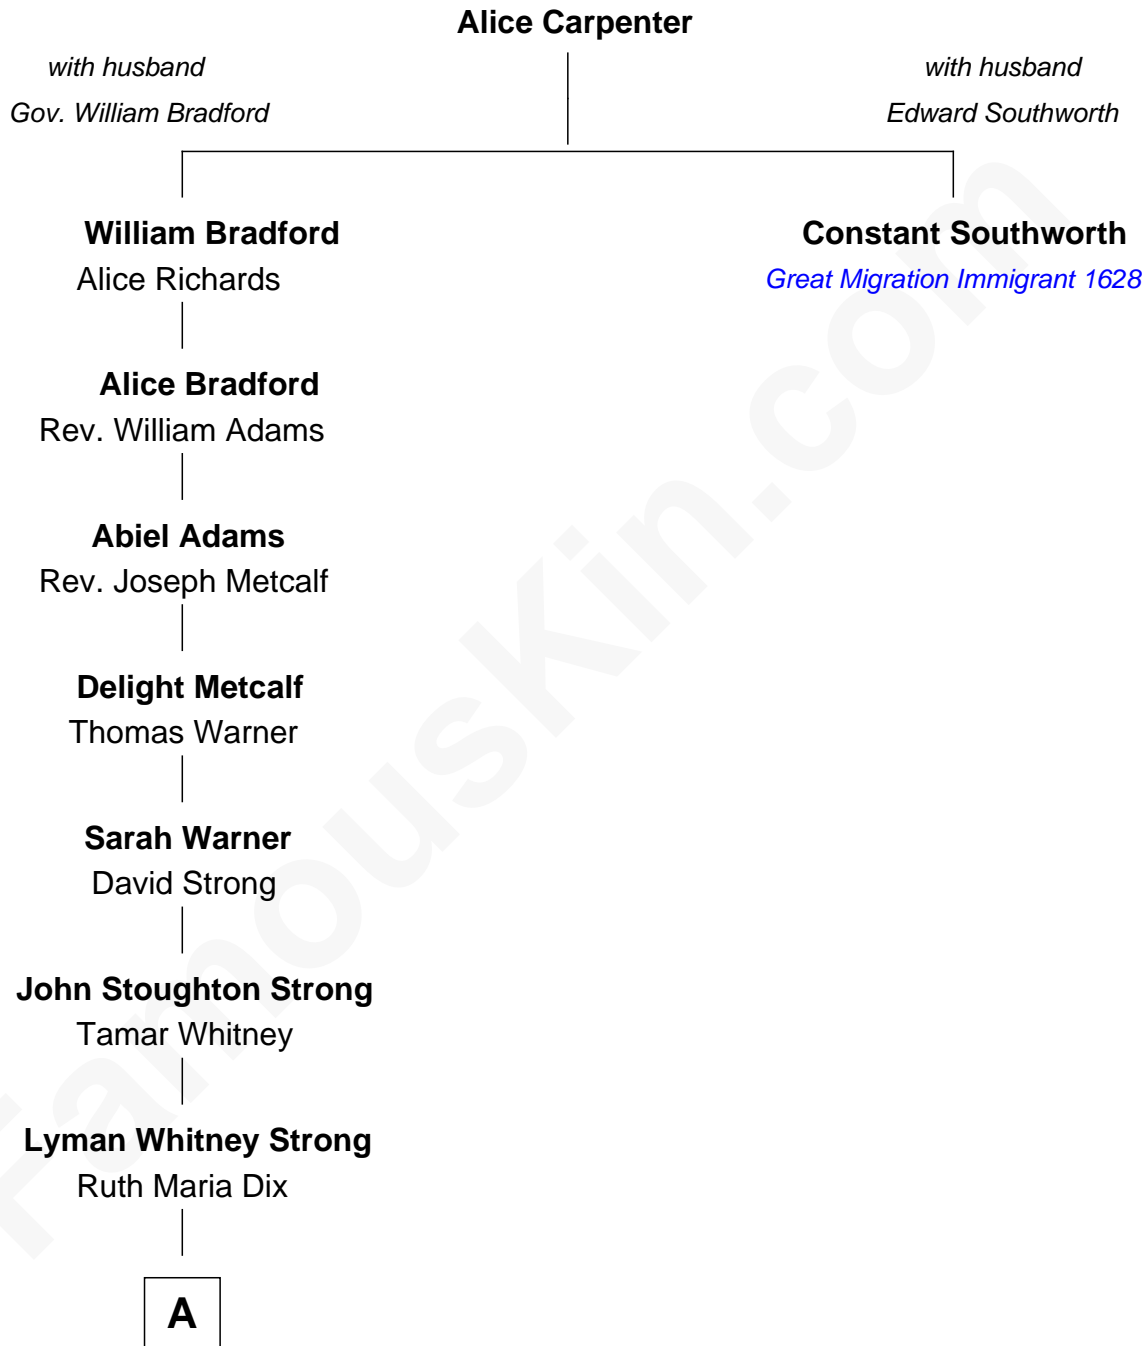 Alice Carpenter
with husband
Gov. William Bradford
with husband
Edward Southworth
William Bradford
Alice Richards
Constant Southworth
Great Migration Immigrant 1628
Alice Bradford
Rev. William Adams
Abiel Adams
Rev. Joseph Metcalf
Delight Metcalf
Thomas Warner
Sarah Warner
David Strong
John Stoughton Strong
Tamar Whitney
Lyman Whitney Strong
Ruth Maria Dix
A
FamousKin.com